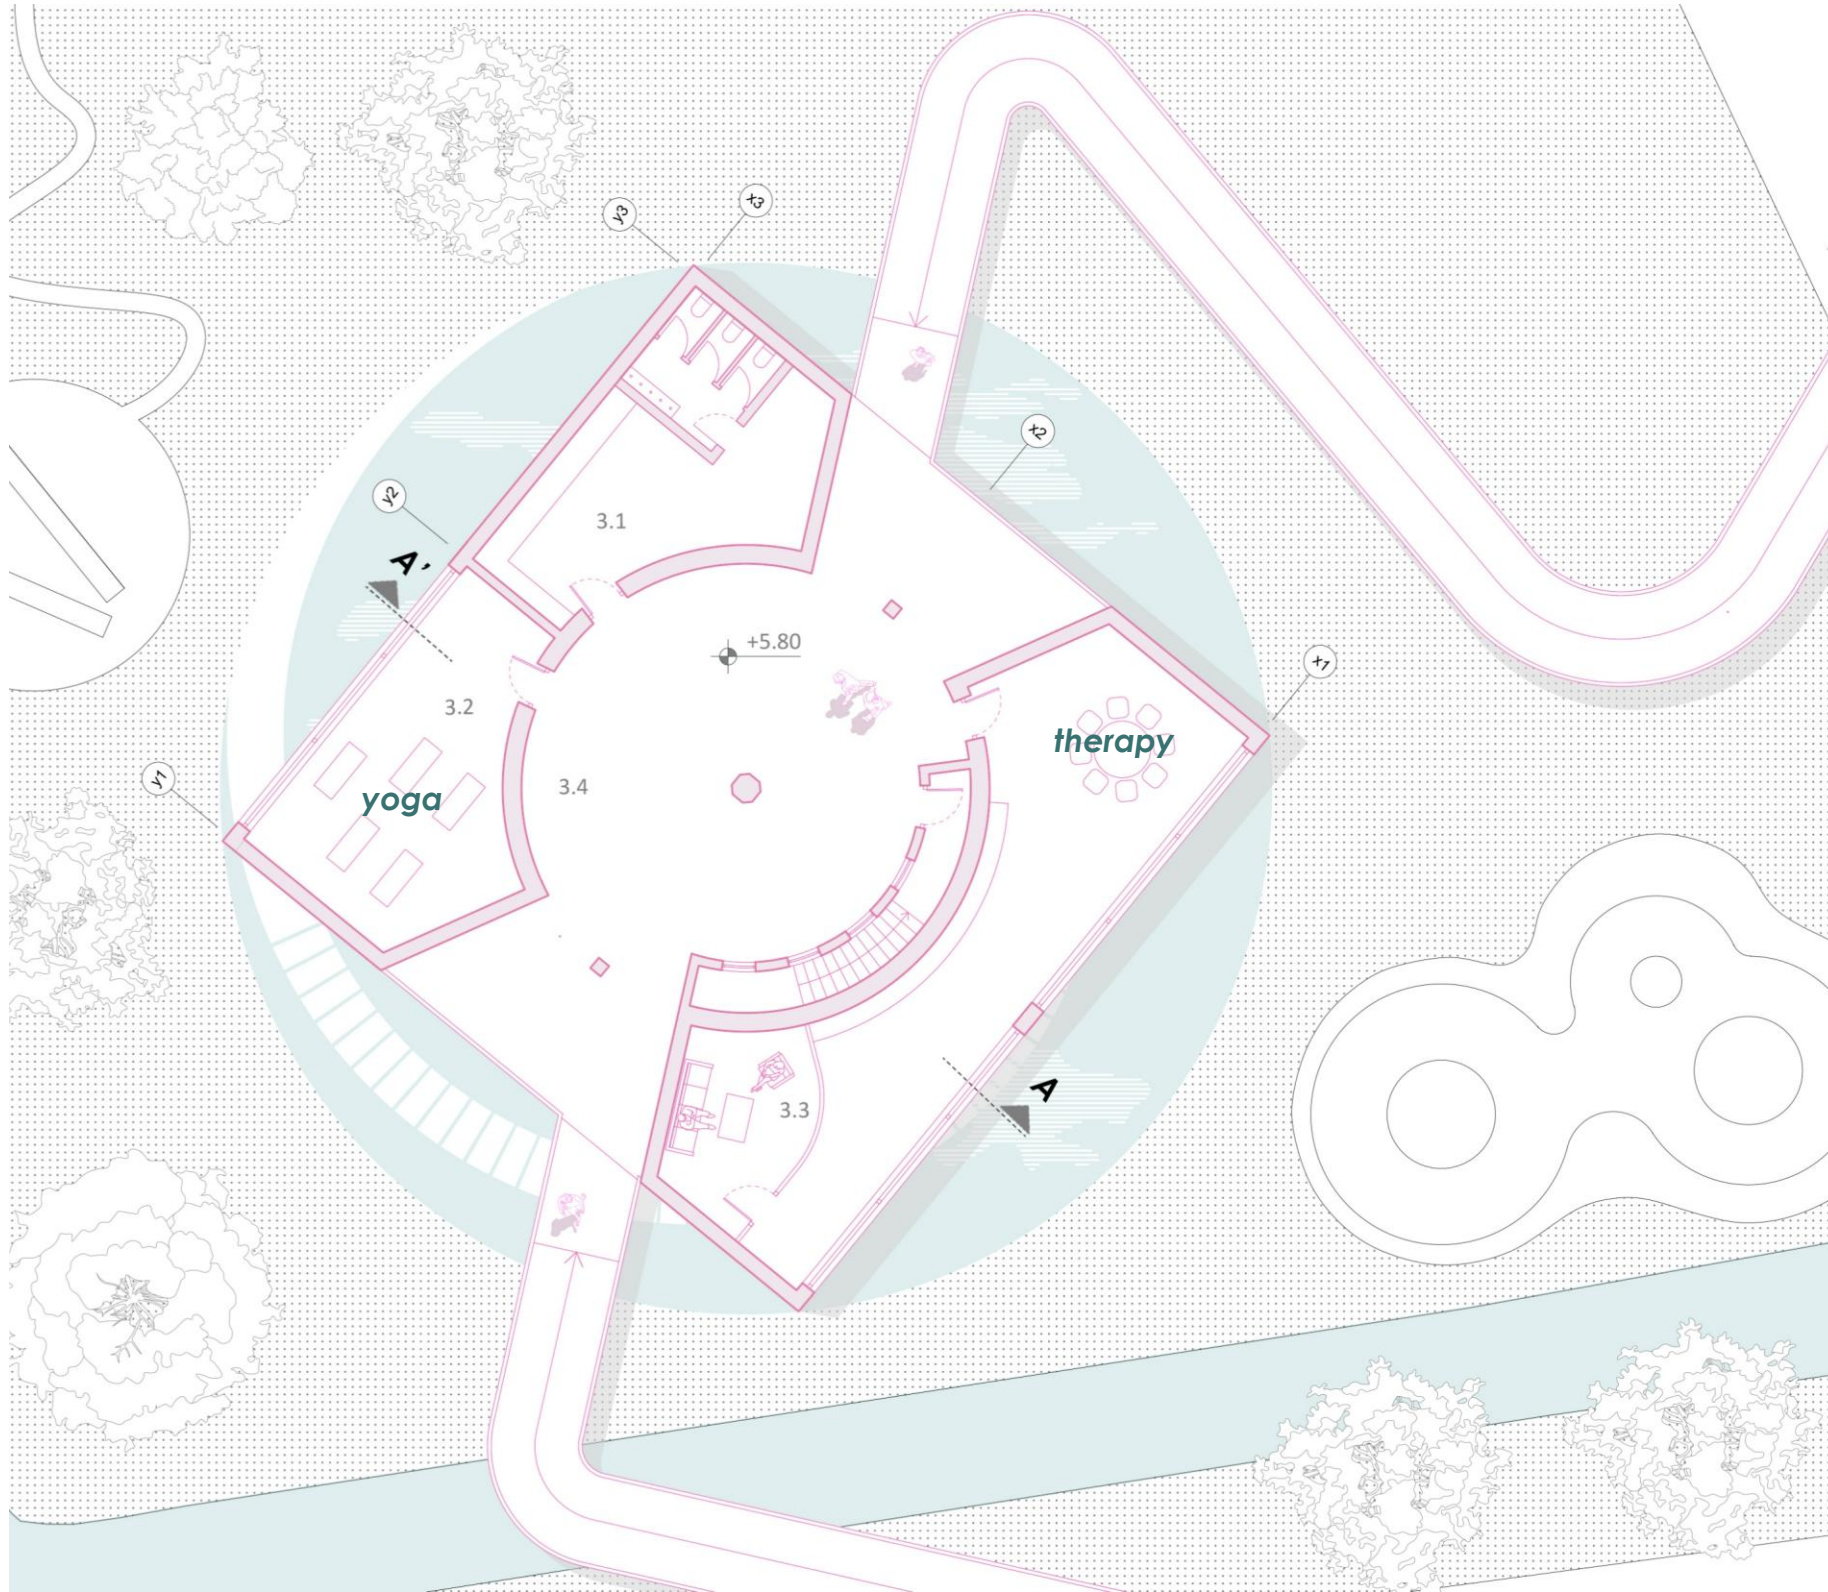 y3
x3
x2
y2
3.1
A'
+5.80
x1
3.2
therapy
y1
3.4
yoga
A
3.3